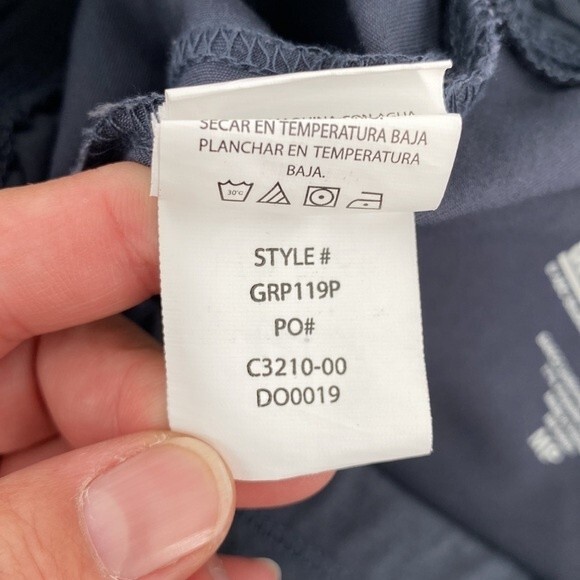 SECAR EN TEMPERATURA BAJA
PLANCHAR EN TEMPERATURA
BAJA.
30°C
STYLE #
GRP119P
PO#
C3210-00
DO0019